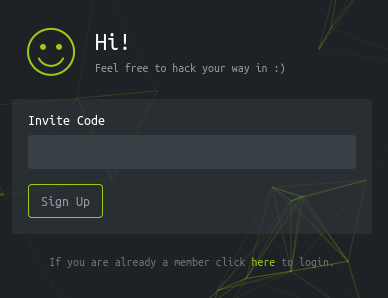 Hi!
Feel free to hack your way in :)
Invite Code
Sign Up
If you are already a member click here to login.